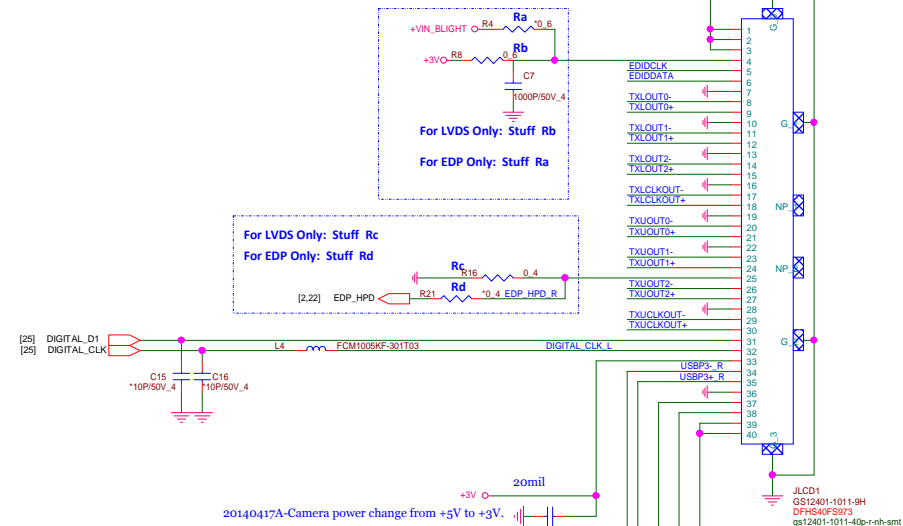 +VIN_BLIGHT R4 Ra *0_6
Rb
+3V R8 0_6
C7
1000P/50V_4
For LVDS Only: Stuff Rb
For EDP Only: Stuff Ra
For LVDS Only: Stuff Rc
For EDP Only: Stuff Rd
Rc
R16 0_4
Rd
[2,22] EDP_HPD R21 *0_4 EDP_HPD_R
[25] DIGITAL_D1
[25] DIGITAL_CLK
L4 FCM1005KF-301T03 DIGITAL_CLK_L
C15 C16
*10P/50V_4 *10P/50V_4
EDIDCLK
EDIDDATA
TXLOUT0-
TXLOUT0+
TXLOUT1-
TXLOUT1+
TXLOUT2-
TXLOUT2+
TXLCLKOUT-
TXLCLKOUT+
TXUOUT0-
TXUOUT0+
TXUOUT1-
TXUOUT1+
TXUOUT2-
TXUOUT2+
TXUCLKOUT-
TXUCLKOUT+
USBP3-_R
USBP3+_R
1
2
3
4
5
6
7
8
9
10
11
12
13
14
15
16
17
18
19
20
21
22
23
24
25
26
27
28
29
30
31
32
33
34
35
36
37
38
39
40
G_
NP_
NP_
G_
G_3
20mil
+3V
20140417A-Camera power change from +5V to +3V.
JLCD1
GS12401-1011-9H
DFHS40FS973
gs12401-1011-40p-r-nh-smt